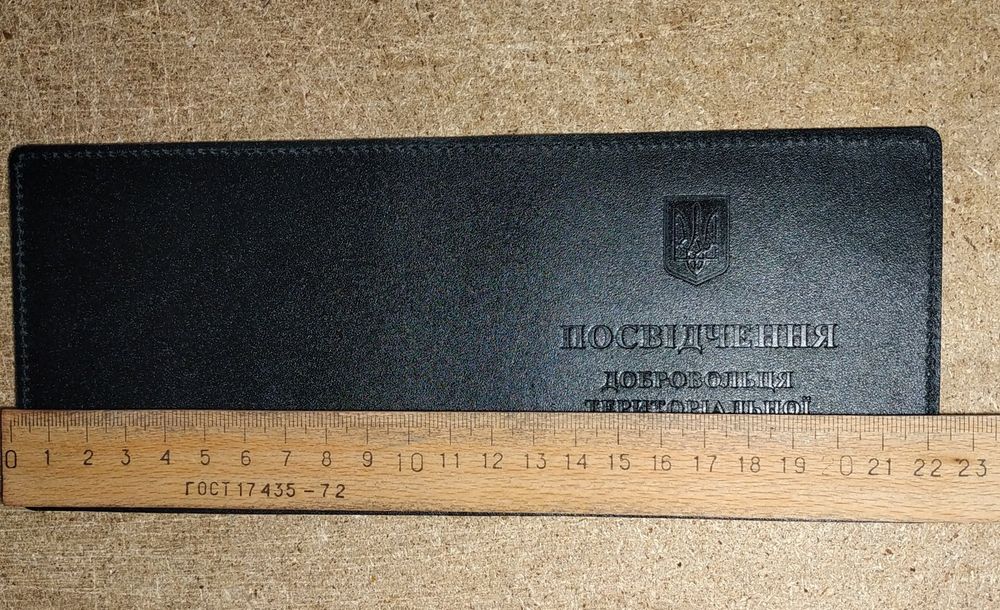 ПОСВІДЧЕННЯ
ДОБРОВОЛЬЦЯ
ТЕРИТОРІАЛЬНОЇ
0 1 2 3 4 5 6 7 8 9 10 11 12 13 14 15 16 17 18 19 20 21 22 23
ГОСТ 17435-72